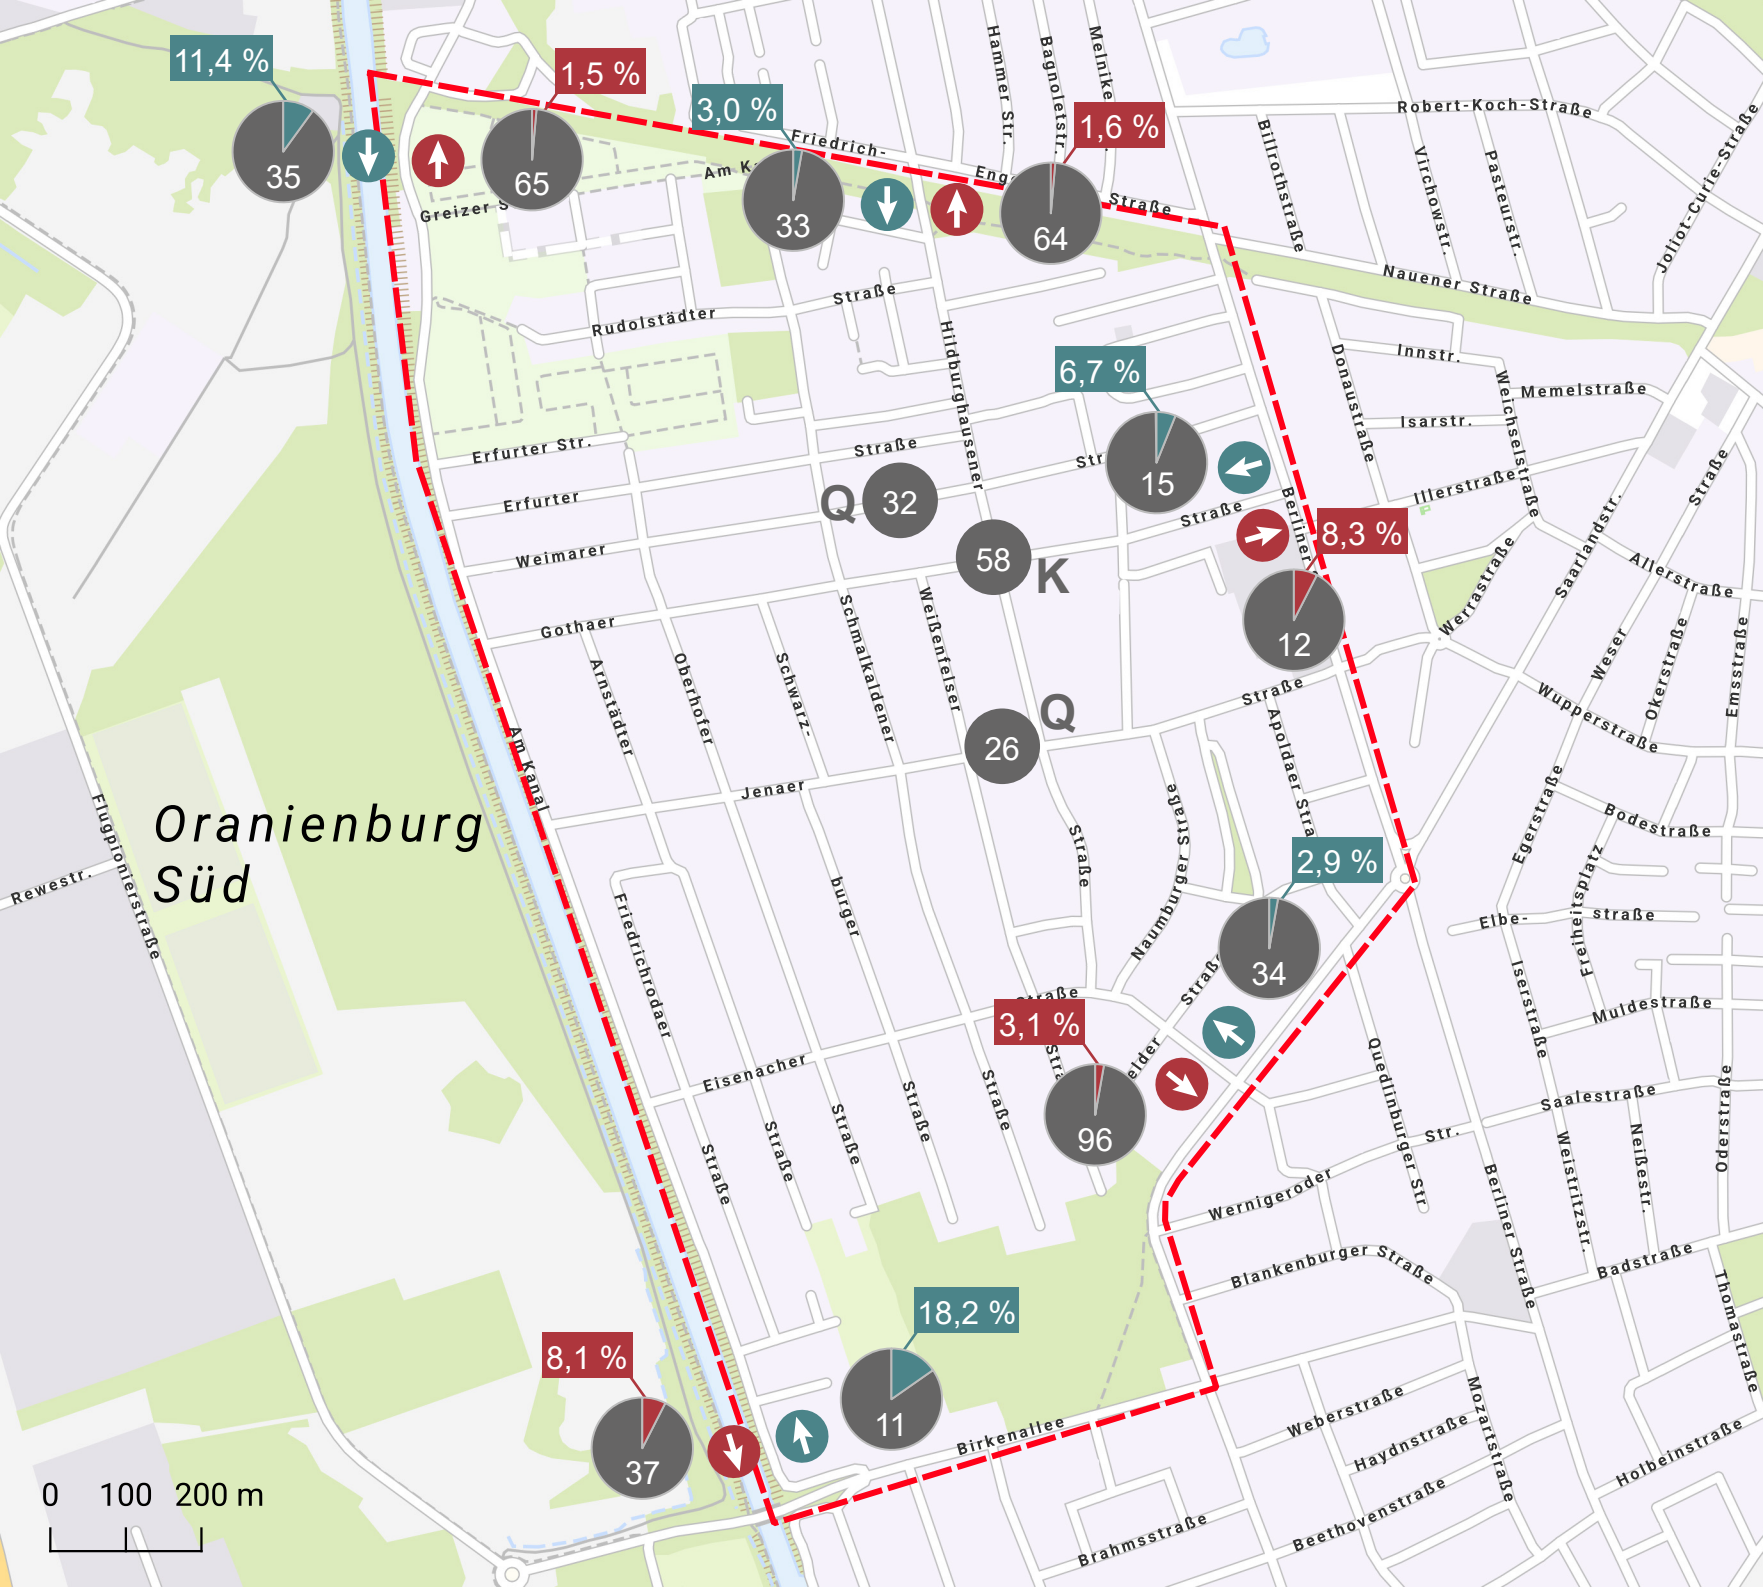 11,4 %
35
1,5 %
65
3,0 %
33
1,6 %
64
Hammer Str.
Bagnoletstr.
Friedrich-
Straße
Greizer
Robert-Koch-Straße
Billrothstraße
Virchowstr.
Pasteurstr.
Joliot-Curie-Straße
Nauener Straße
Rudolstädter
Straße
Hildburghausener
6,7 %
15
Innstr.
Memelstraße
Isarstr.
Donaustraße
Weichselstraße
Illerstraße
Erfurter Str.
Straße
Erfurter
Weimarer
Straße
Q
32
58
K
Berliner
8,3 %
12
Saarlandstr.
Straße
Weser
Allerstraße
Werrastraße
Okerstraße
Emsstraße
Wupperstraße
Gothaer
Arnstädter
Oberhofer
Schwarz-
Schmalkaldener
Weißenfelser
Q
26
Straße
Am Kanal
Jenaer
Apoldaer
Naumburger Straße
Straße
Egerstraße
Bodestraße
Freiheitsplatz
Oranienburg
Süd
Flugpionierstraße
Rewestr.
2,9 %
34
Elbe-
straße
Friedrichrodaer
burger
Straße
Straße
Iserstraße
Muldestraße
3,1 %
96
Eisenacher
Quedlinburger Str
Saalestraße
Str.
Wernigeroder
Straße
Straße
Straße
Straße
Straße
Weistritzstr.
Neißestr.
Oderstraße
Berliner Straße
Blankenburger Straße
Badstraße
Thomastraße
18,2 %
11
8,1 %
37
Birkenallee
Weberstraße
Haydnstraße
Mozartstraße
Holbeinstraße
Beethovenstraße
Brahmsstraße
0 100 200 m